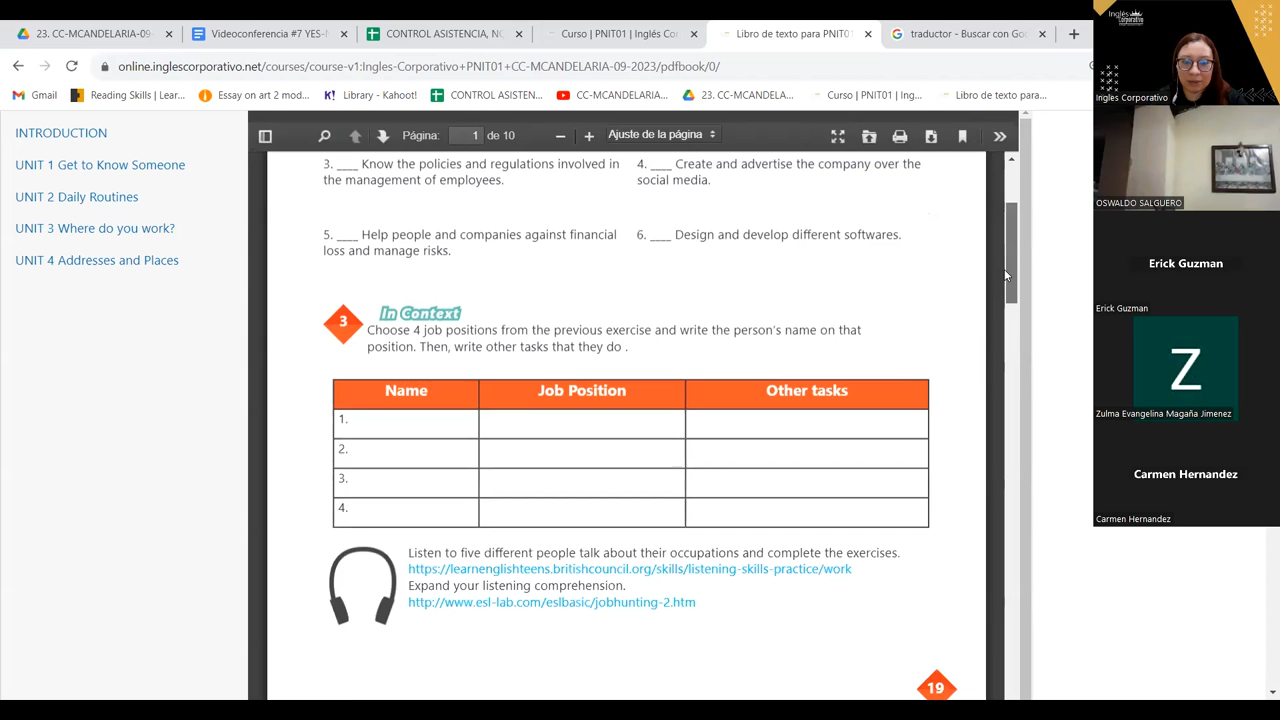 23. CC-MCANDELARIA-09-
Videoconferencia #7 YES-N
CONTROL ASISTENCIA, NO
Curso | PNIT01 | Inglés Co
Libro de texto para PNIT01
traductor - Buscar con Goo
online.inglescorporativo.net/courses/course-v1:Ingles-Corporativo+PNIT01+CC-MCANDELARIA-09-2023/pdfbook/0/
Gmail
Reading Skills | Lear...
Essay on art 2 mod...
Library - Kahoot!
CONTROL ASISTEN...
CC-MCANDELARIA...
23. CC-MCANDELA...
Curso | PNIT01 | Ing...
Libro de texto para...
INTRODUCTION
UNIT 1 Get to Know Someone
UNIT 2 Daily Routines
UNIT 3 Where do you work?
UNIT 4 Addresses and Places
Página: 1 de 10
Ajuste de la página
3. ____ Know the policies and regulations involved in
the management of employees.
4. ____ Create and advertise the company over the
social media.
5. ____ Help people and companies against financial
loss and manage risks.
6. ____ Design and develop different softwares.
3
In Context
Choose 4 job positions from the previous exercise and write the person's name on that
position. Then, write other tasks that they do .
Name Job Position Other tasks
1.
2.
3.
4.
Listen to five different people talk about their occupations and complete the exercises.
https://learnenglishteens.britishcouncil.org/skills/listening-skills-practice/work
Expand your listening comprehension.
http://www.esl-lab.com/eslbasic/jobhunting-2.htm
19
Inglés
Corporativo
Ingles Corporativo
OSWALDO SALGUERO
Erick Guzman
Erick Guzman
Z
Zulma Evangelina Magaña Jimenez
Carmen Hernandez
Carmen Hernandez